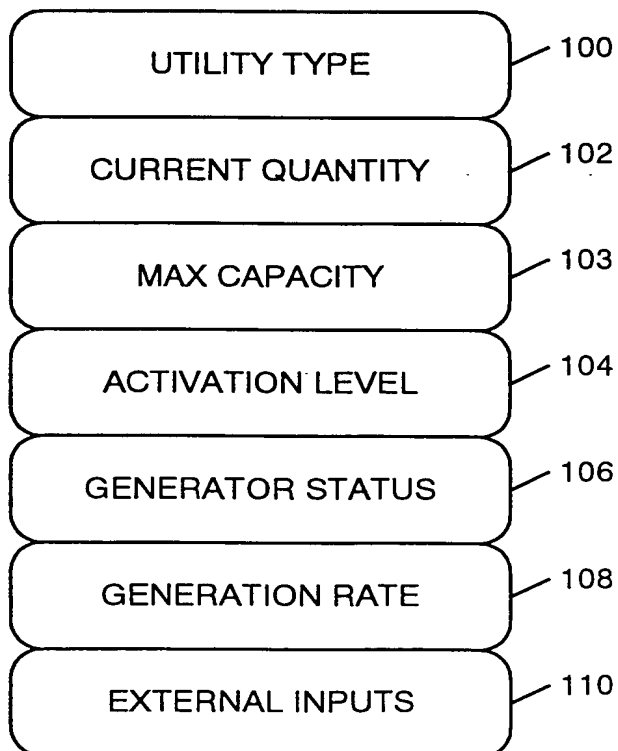 UTILITY TYPE 100
CURRENT QUANTITY 102
MAX CAPACITY 103
ACTIVATION LEVEL 104
GENERATOR STATUS 106
GENERATION RATE 108
EXTERNAL INPUTS 110